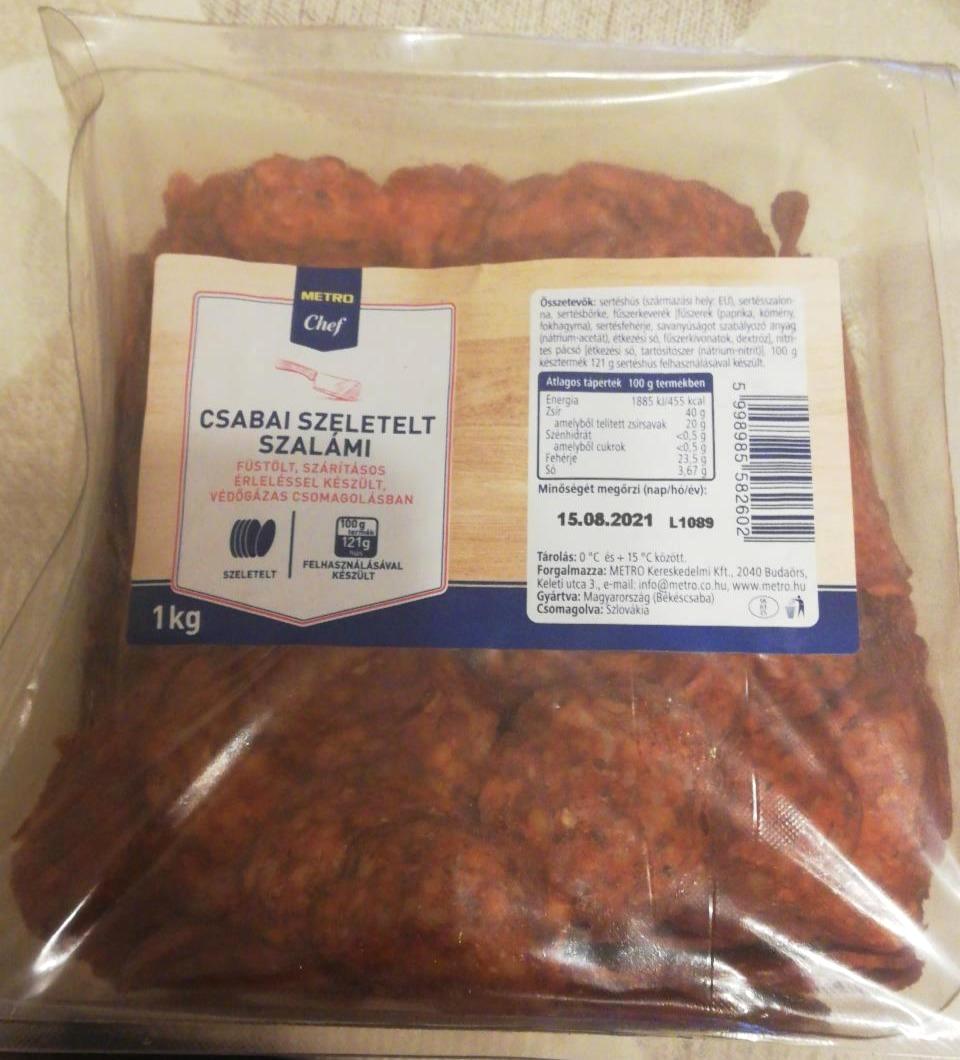 METRO
Chef
CSABAI SZELETELT
SZALÁMI
FÜSTÖLT, SZÁRÍTÁSOS
ÉRLELÉSSEL KÉSZÜLT,
VÉDŐGÁZAS CSOMAGOLÁSBAN
SZELETELT
100 g
termék
121g
hús
FELHASZNÁLÁSÁVAL
KÉSZÜLT
1kg
Összetevők: sertéshús (származási hely: EU), sertésszalon-
na, sertésbőrke, fűszerkeverék [fűszerek (paprika, kömény,
fokhagyma), sertésfehérje, savanyúságot szabályozó anyag
(nátrium-acetát), étkezési só, fűszerkivonatok, dextróz], nitri-
tes pácsó [étkezési só, tartósítószer (nátrium-nitrit)]. 100 g
késztermék 121 g sertéshús felhasználásával készült.
Átlagos tápérték 100 g termékben
Energia 1885 kJ/455 kcal
Zsír 40 g
amelyből telített zsírsavak 20 g
Szénhidrát <0,5 g
amelyből cukrok <0,5 g
Fehérje 23,5 g
Só 3,67 g
5 998985 582602
Minőségét megőrzi (nap/hó/év):
15.08.2021 L1089
Tárolás: 0 °C és + 15 °C között.
Forgalmazza: METRO Kereskedelmi Kft., 2040 Budaörs,
Keleti utca 3., e-mail: info@metro.co.hu, www.metro.hu
Gyártva: Magyarország (Békéscsaba)
Csomagolva: Szlovákia